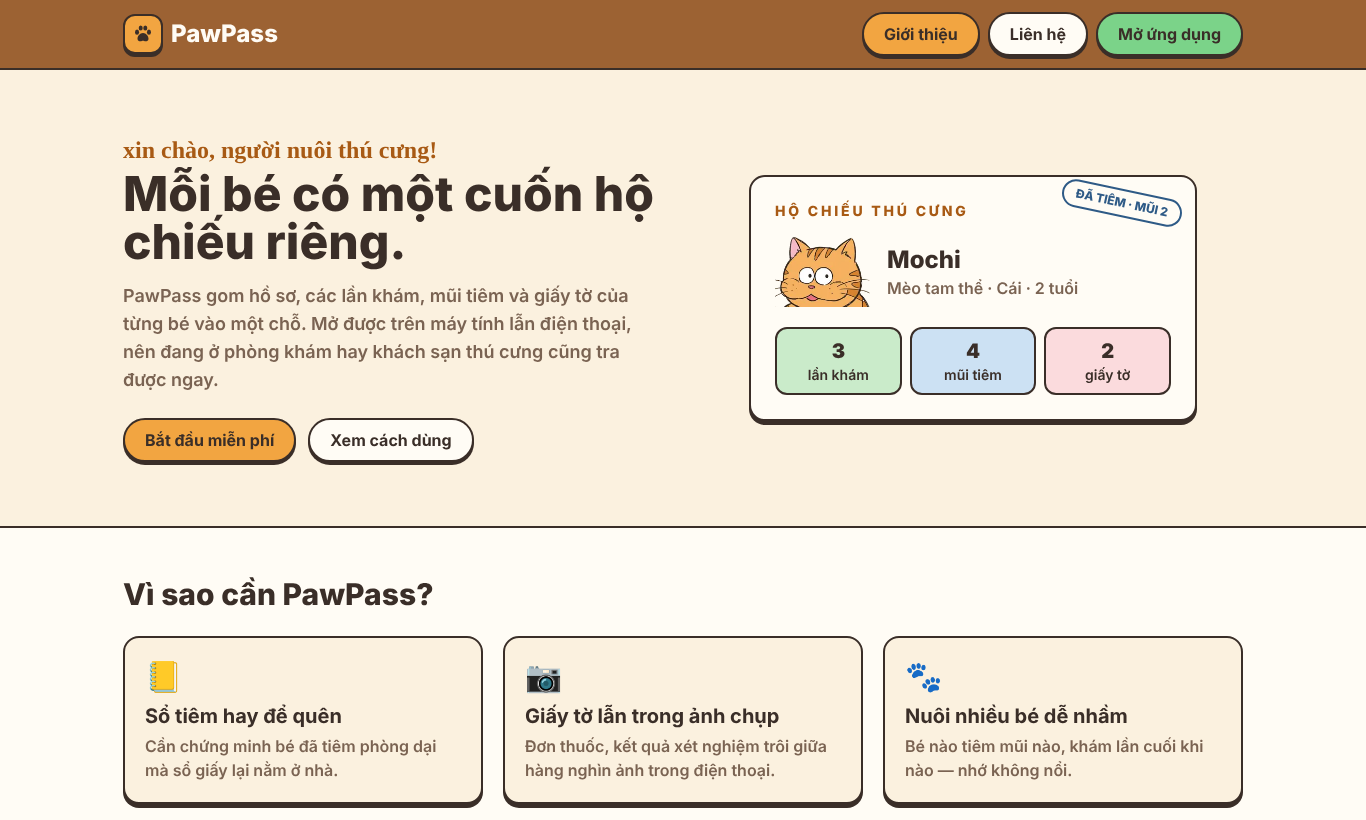 PawPass
Giới thiệu
Liên hệ
Mở ứng dụng
xin chào, người nuôi thú cưng!
Mỗi bé có một cuốn hộ
chiếu riêng.
PawPass gom hồ sơ, các lần khám, mũi tiêm và giấy tờ của
từng bé vào một chỗ. Mở được trên máy tính lẫn điện thoại,
nên đang ở phòng khám hay khách sạn thú cưng cũng tra
được ngay.
Bắt đầu miễn phí
Xem cách dùng
ĐÃ TIÊM · MŨI 2
HỘ CHIẾU THÚ CƯNG
Mochi
Mèo tam thể · Cái · 2 tuổi
3
lần khám
4
mũi tiêm
2
giấy tờ
Vì sao cần PawPass?
Sổ tiêm hay để quên
Cần chứng minh bé đã tiêm phòng dại
mà sổ giấy lại nằm ở nhà.
Giấy tờ lẫn trong ảnh chụp
Đơn thuốc, kết quả xét nghiệm trôi giữa
hàng nghìn ảnh trong điện thoại.
Nuôi nhiều bé dễ nhầm
Bé nào tiêm mũi nào, khám lần cuối khi
nào — nhớ không nổi.